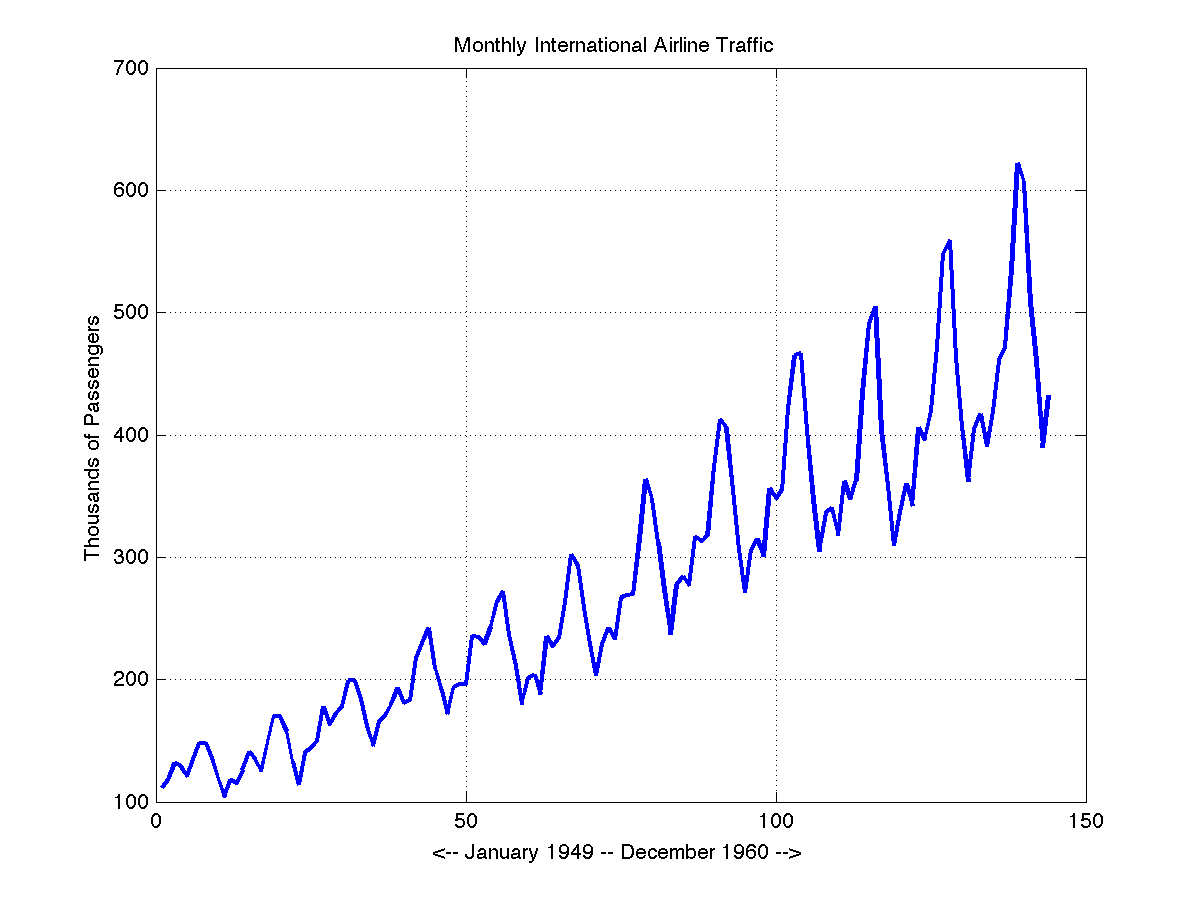 Monthly International Airline Traffic
700
600
500
400
300
200
100
Thousands of Passengers
0 50 100 150
<-- January 1949 -- December 1960 -->